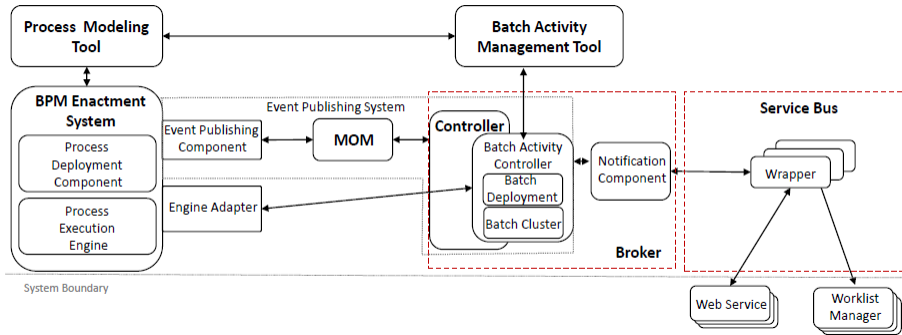 Process Modeling
Tool
Batch Activity
Management Tool
BPM Enactment
System
Process
Deployment
Component
Process
Execution
Engine
Event Publishing System
Event Publishing
Component
MOM
Engine Adapter
Controller
Batch Activity
Controller
Batch
Deployment
Batch Cluster
Notification
Component
Broker
Service Bus
Wrapper
System Boundary
Web Service
Worklist
Manager